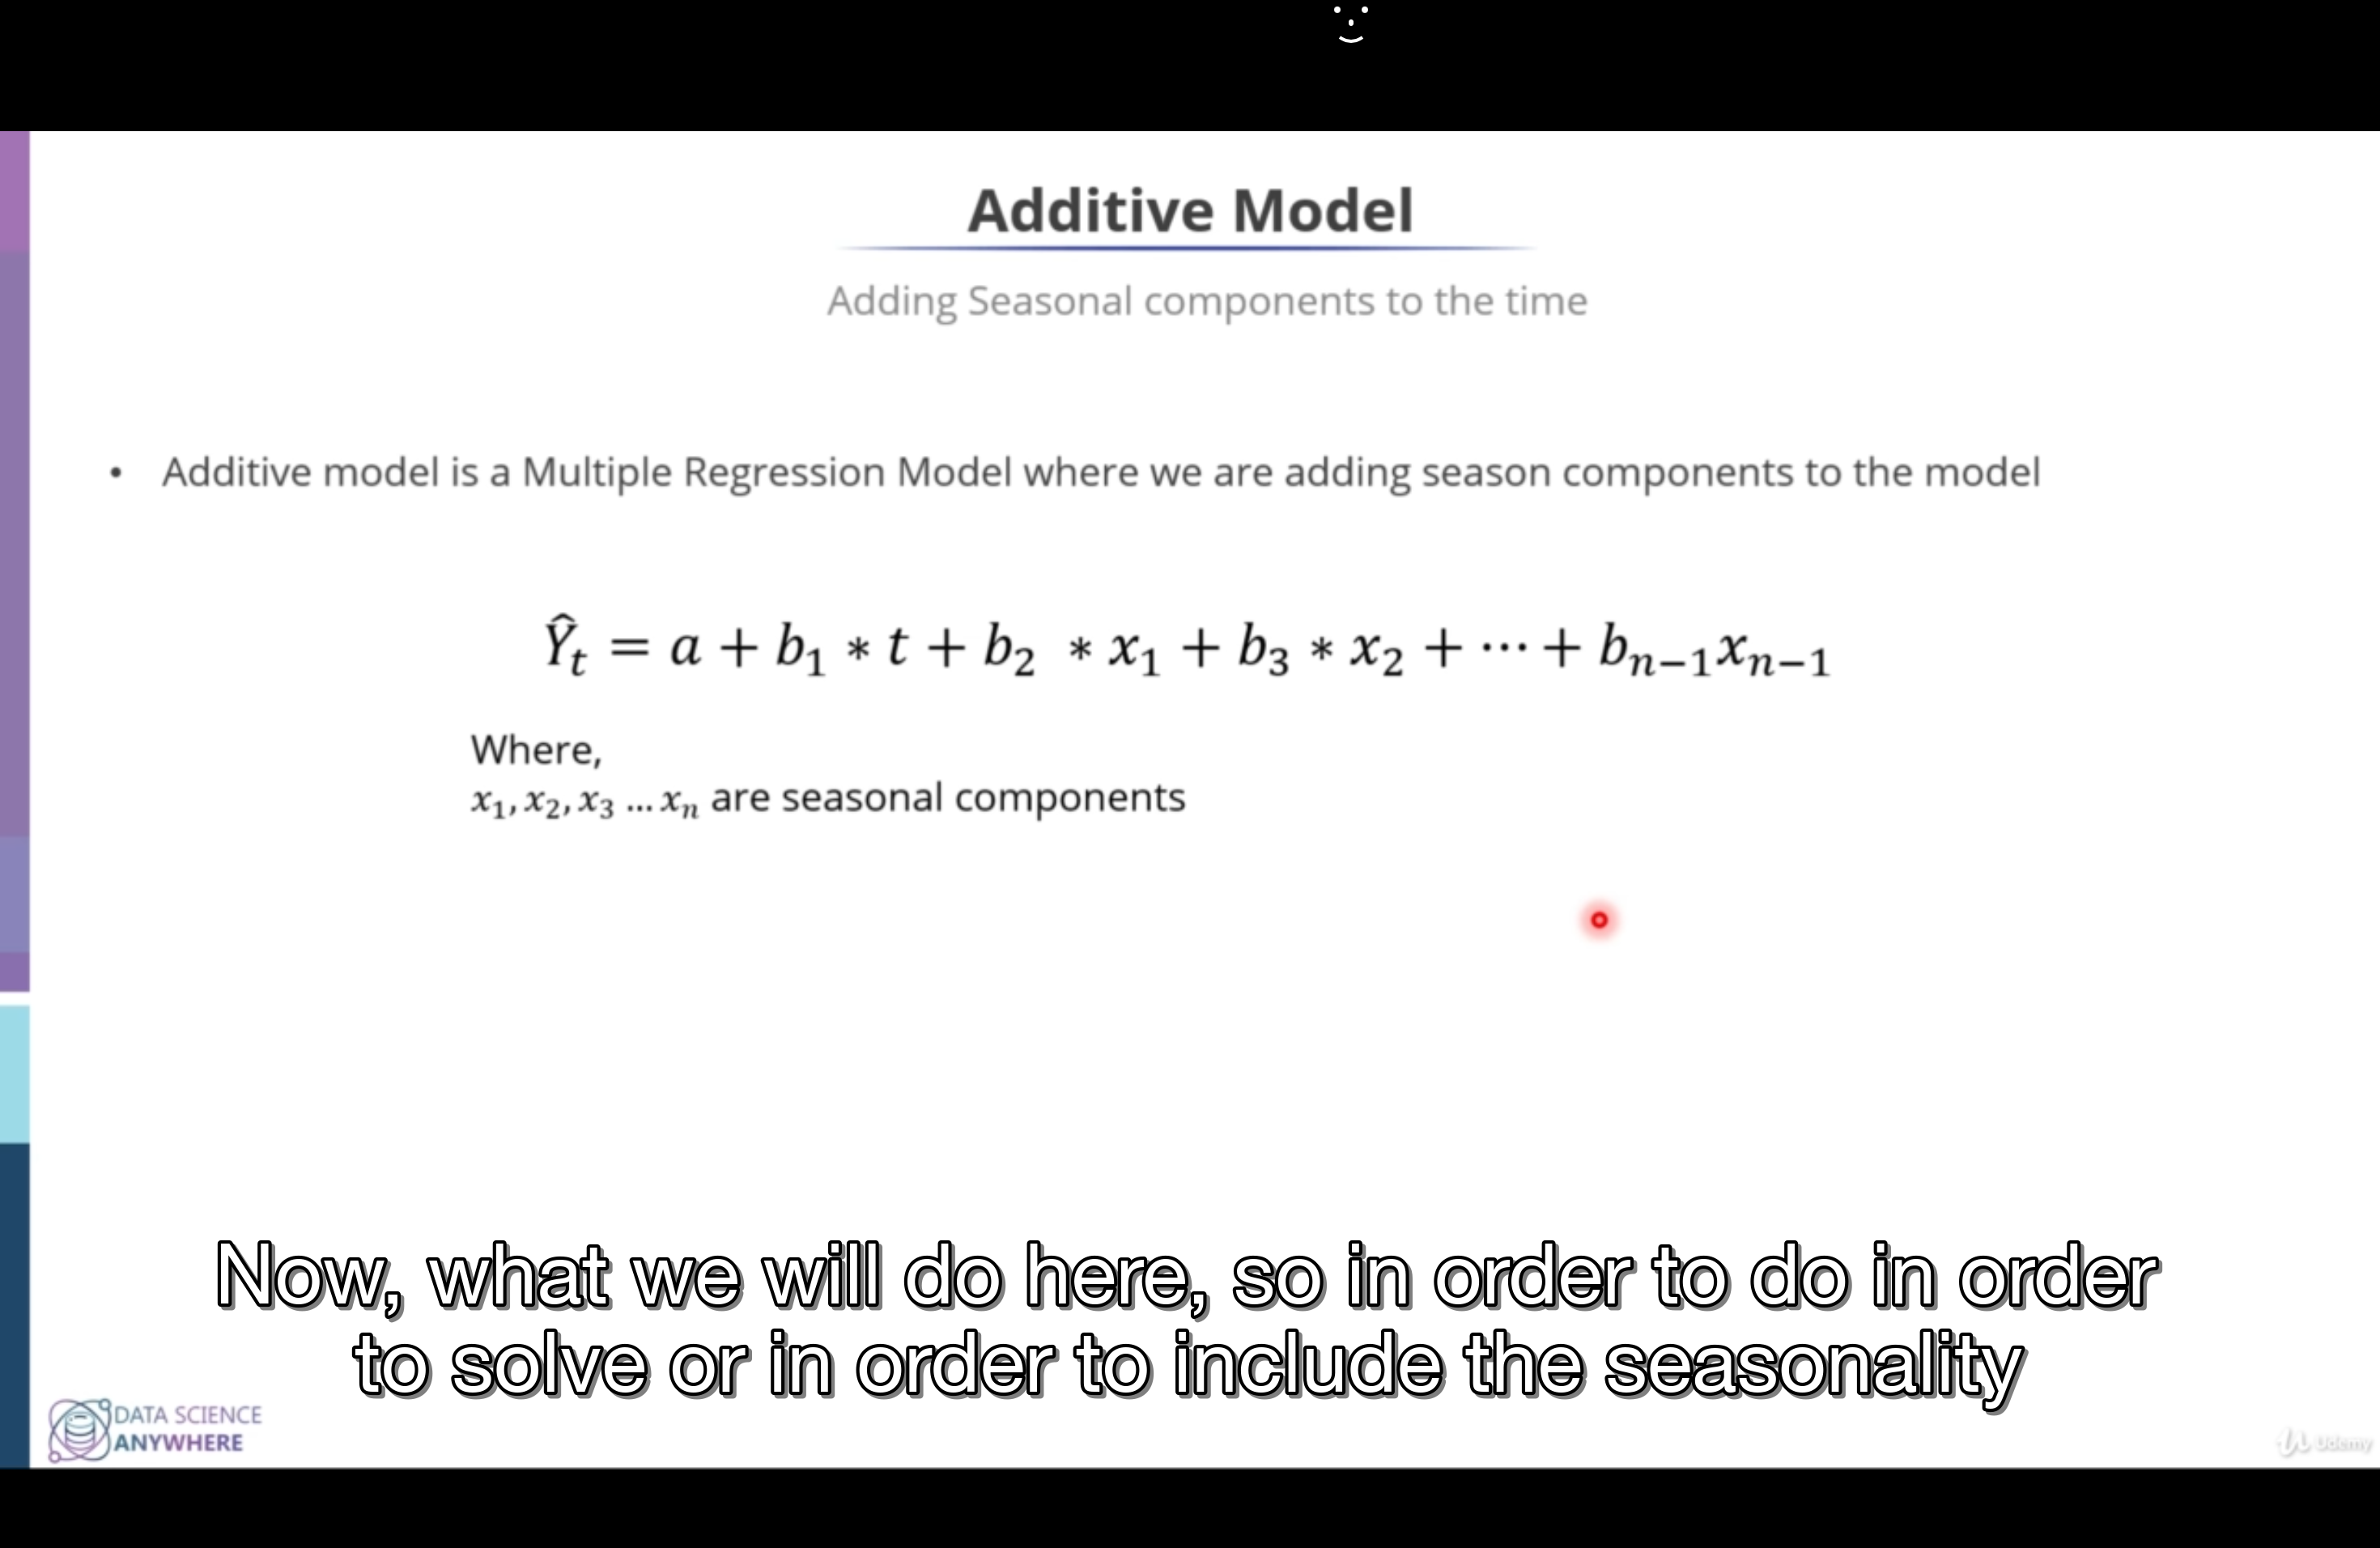 Additive Model
Adding Seasonal components to the time
• Additive model is a Multiple Regression Model where we are adding season components to the model
Ŷₜ = a + b₁ * t + b₂ * x₁ + b₃ * x₂ + ⋯ + bₙ₋₁xₙ₋₁
Where,
x₁, x₂, x₃ … xₙ are seasonal components
Now, what we will do here, so in order to do in order
to solve or in order to include the seasonality
DATA SCIENCE
ANYWHERE
Udemy